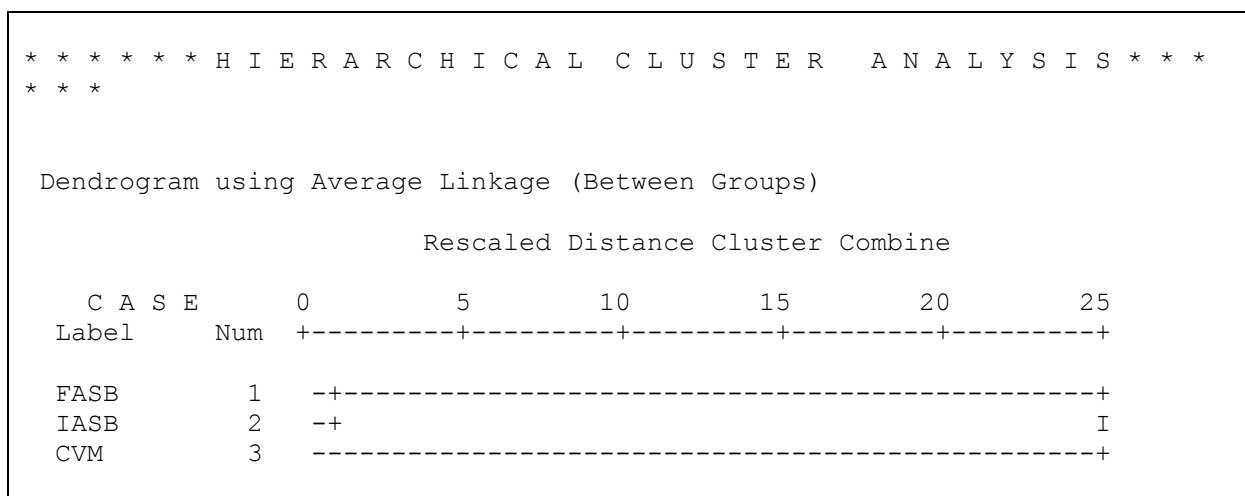 * * * * * * H I E R A R C H I C A L  C L U S T E R   A N A L Y S I S * * *
* * *
Dendrogram using Average Linkage (Between Groups)
Rescaled Distance Cluster Combine
C A S E      0         5        10        15        20        25
Label     Num  +---------+---------+---------+---------+---------+
FASB        1   -+-----------------------------------------------+
IASB        2   -+                                               I
CVM         3   -------------------------------------------------+